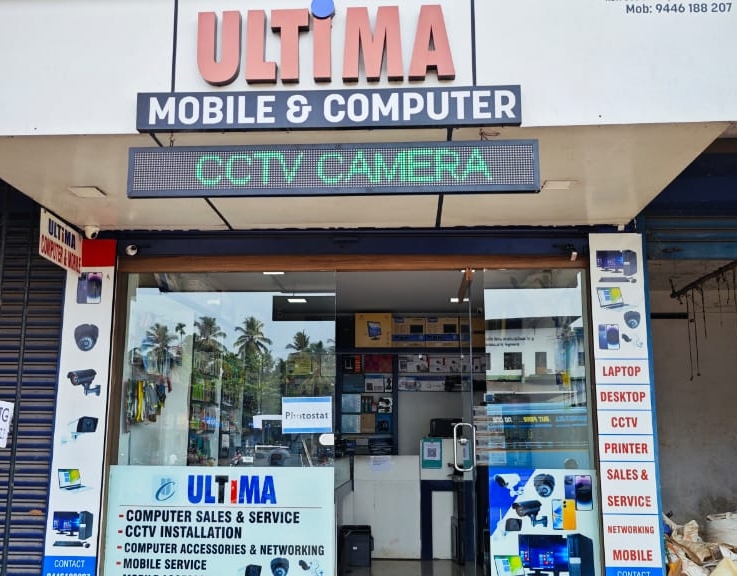 Mob: 9446 188 207
ULTiMA
MOBILE & COMPUTER
CCTV CAMERA
ULTiMA
COMPUTER & MOBILE
Photostat
LAPTOP
DESKTOP
CCTV
PRINTER
SALES &
SERVICE
NETWORKING
MOBILE
CONTACT
ULTiMA
- COMPUTER SALES & SERVICE
- CCTV INSTALLATION
- COMPUTER ACCESSORIES & NETWORKING
- MOBILE SERVICE
CONTACT